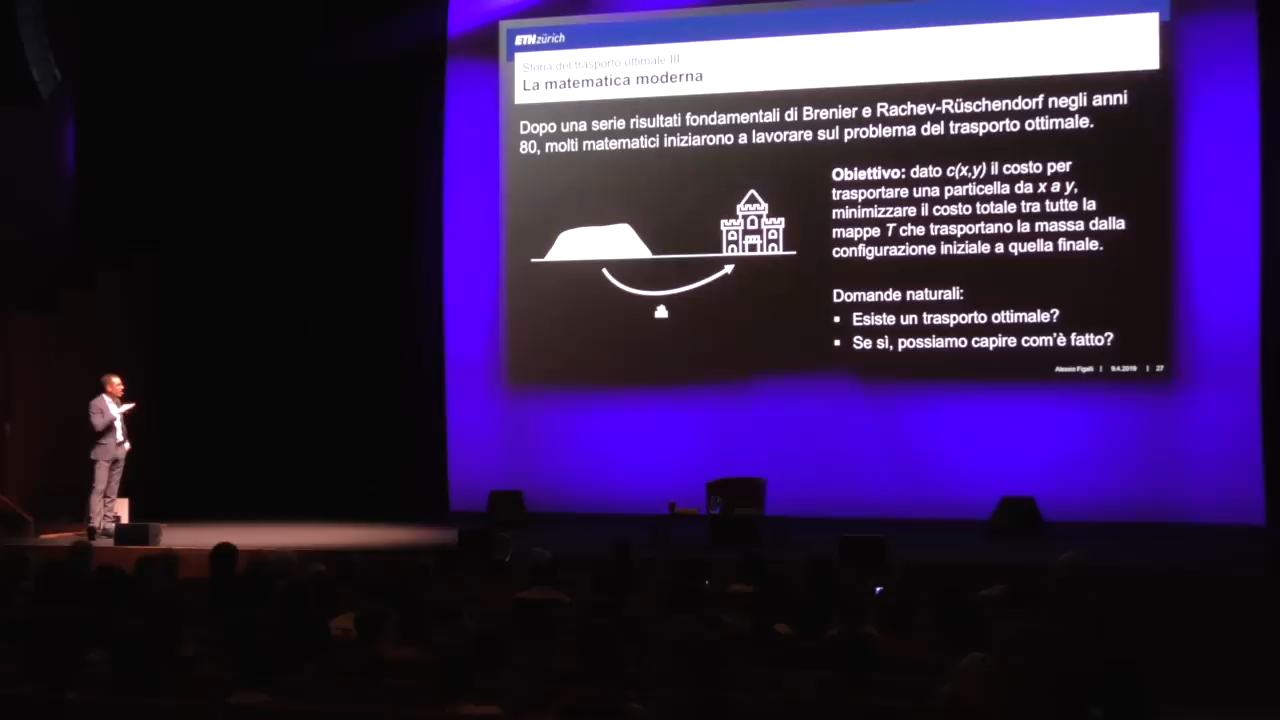 ETH zürich
Storia del trasporto ottimale III
La matematica moderna
Dopo una serie risultati fondamentali di Brenier e Rachev-Rüschendorf negli anni
80, molti matematici iniziarono a lavorare sul problema del trasporto ottimale.
Obiettivo: dato c(x,y) il costo per
trasportare una particella da x a y,
minimizzare il costo totale tra tutte la
mappe T che trasportano la massa dalla
configurazione iniziale a quella finale.
Domande naturali:
▪ Esiste un trasporto ottimale?
▪ Se sì, possiamo capire com'è fatto?
Alessio Figalli | 9.4.2019 | 27